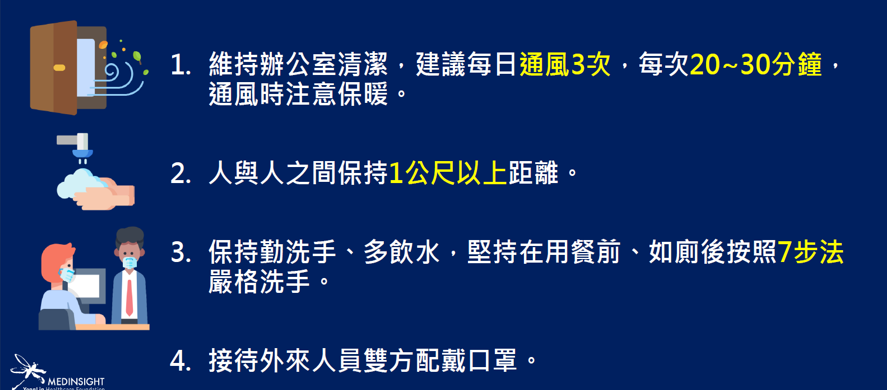 1. 維持辦公室清潔，建議每日通風3次，每次20~30分鐘，
通風時注意保暖。
2. 人與人之間保持1公尺以上距離。
3. 保持勤洗手、多飲水，堅持在用餐前、如廁後按照7步法
嚴格洗手。
4. 接待外來人員雙方配戴口罩。
MEDINSIGHT
Healthcare Foundation